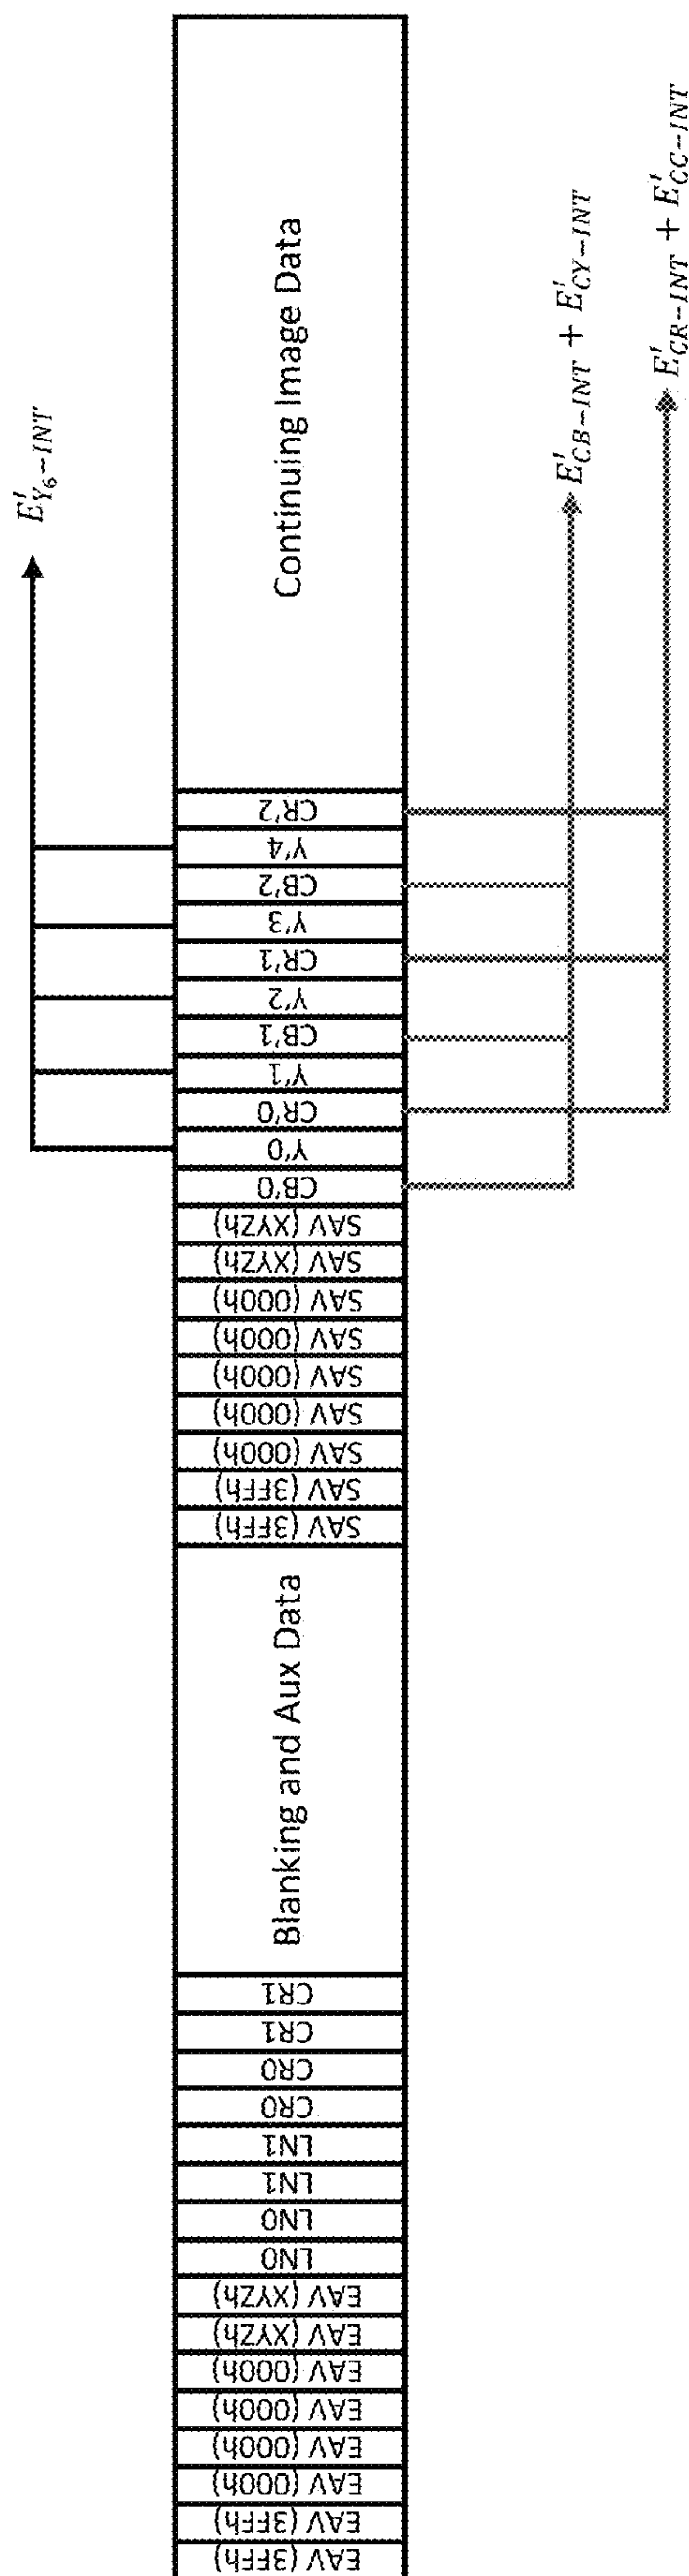 EAV (3FFh)
EAV (3FFh)
EAV (000h)
EAV (000h)
EAV (000h)
EAV (000h)
EAV (XYZh)
EAV (XYZh)
LN0
LN0
LN1
LN1
CR0
CR0
CR1
CR1
Blanking and Aux Data
SAV (3FFh)
SAV (3FFh)
SAV (000h)
SAV (000h)
SAV (000h)
SAV (000h)
SAV (000h)
SAV (XYZh)
SAV (XYZh)
CB'0
Y'0
CR'0
Y'1
CB'1
Y'2
CR'1
Y'3
CB'2
Y'4
CR'2
Continuing Image Data
E'Y6-INT
E'CB-INT + E'CY-INT
E'CR-INT + E'CC-INT